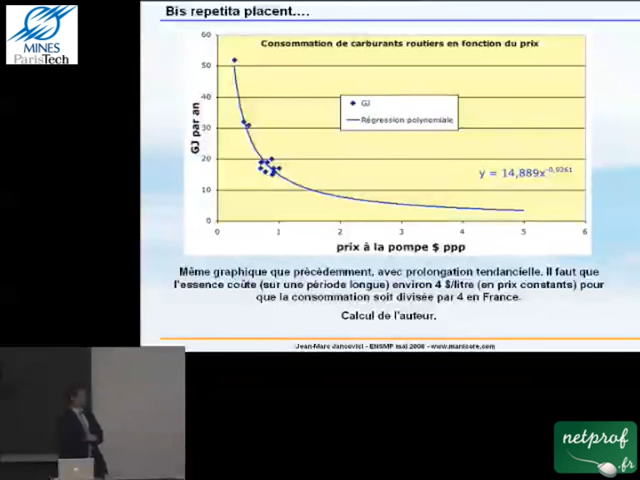 MINES
ParisTech
Bis repetita placent....
Consommation de carburants routiers en fonction du prix
60
50
40
30
20
10
0
GJ par an
GJ
Régression polynomiale
y = 14,889x^-0,9261
0 1 2 3 4 5 6
prix à la pompe $ ppp
Même graphique que précèdemment, avec prolongation tendancielle. Il faut que
l'essence coûte (sur une période longue) environ 4 $/litre (en prix constants) pour
que la consommation soit divisée par 4 en France.
Calcul de l'auteur.
Jean-Marc Jancovici - ENSMP mai 2008 - www.manicore.com
netprof
.fr